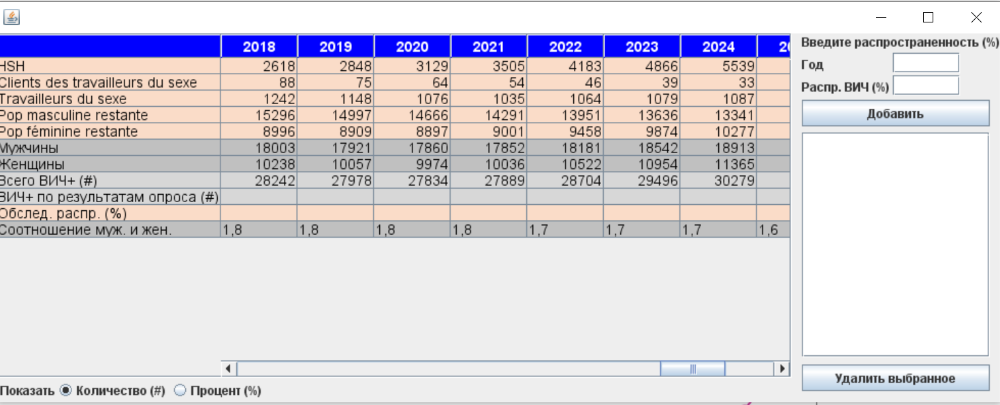 2018 2019 2020 2021 2022 2023 2024
HSH 2618 2848 3129 3505 4183 4866 5539
Clients des travailleurs du sexe 88 75 64 54 46 39 33
Travailleurs du sexe 1242 1148 1076 1035 1064 1079 1087
Pop masculine restante 15296 14997 14666 14291 13951 13636 13341
Pop féminine restante 8996 8909 8897 9001 9458 9874 10277
Мужчины 18003 17921 17860 17852 18181 18542 18913
Женщины 10238 10057 9974 10036 10522 10954 11365
Всего ВИЧ+ (#) 28242 27978 27834 27889 28704 29496 30279
ВИЧ+ по результатам опроса (#)
Обслед. распр. (%)
Соотношение муж. и жен. 1,8 1,8 1,8 1,8 1,7 1,7 1,7 1,6
Показать Количество (#) Процент (%)
Введите распространенность (%)
Год
Распр. ВИЧ (%)
Добавить
Удалить выбранное